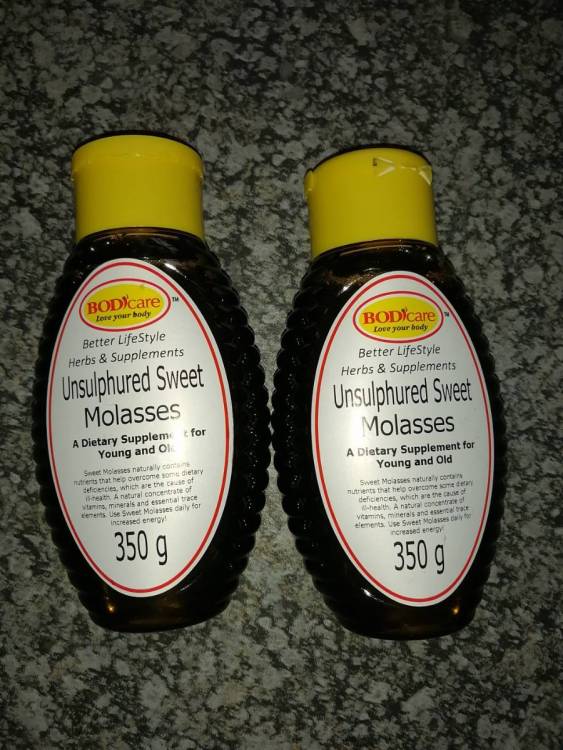 BODYcare TM
Love your body
Better LifeStyle
Herbs & Supplements
Unsulphured Sweet
Molasses
A Dietary Supplement for
Young and Old
Sweet Molasses naturally contains
nutrients that help overcome some dietary
deficiencies, which are the cause of
ill-health. A natural concentrate of
vitamins, minerals and essential trace
elements. Use Sweet Molasses daily for
increased energy!
350 g
BODYcare TM
Love your body
Better LifeStyle
Herbs & Supplements
Unsulphured Sweet
Molasses
A Dietary Supplement for
Young and Old
Sweet Molasses naturally contains
nutrients that help overcome some dietary
deficiencies, which are the cause of
ill-health. A natural concentrate of
vitamins, minerals and essential trace
elements. Use Sweet Molasses daily for
increased energy!
350 g